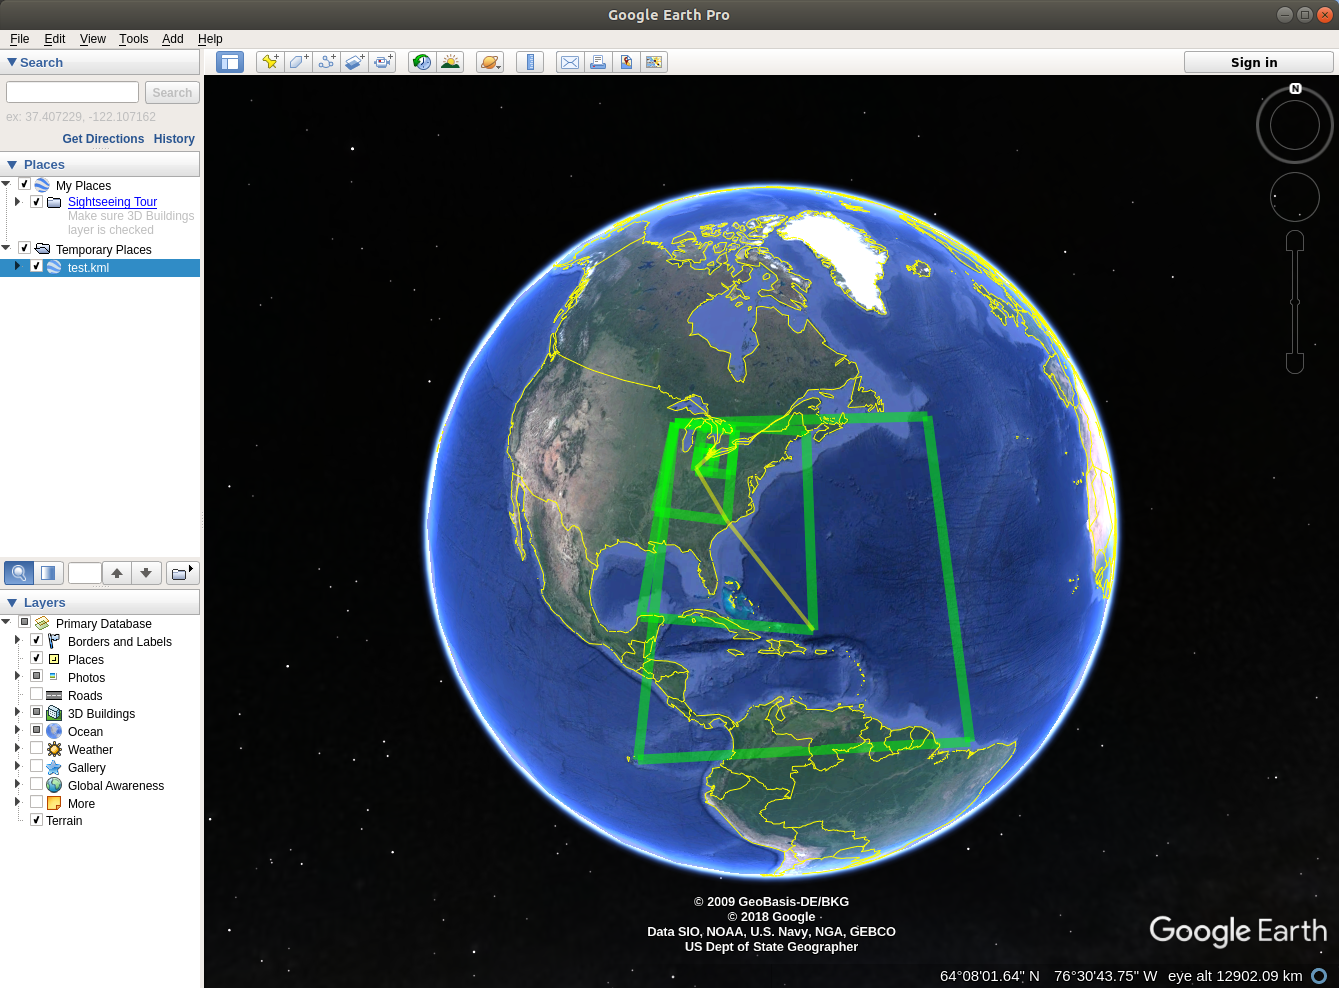 Google Earth Pro
File Edit View Tools Add Help
Search
Sign in
Search
ex: 37.407229, -122.107162
Get Directions History
Places
My Places
Sightseeing Tour
Make sure 3D Buildings
layer is checked
Temporary Places
test.kml
Layers
Primary Database
Borders and Labels
Places
Photos
Roads
3D Buildings
Ocean
Weather
Gallery
Global Awareness
More
Terrain
N
© 2009 GeoBasis-DE/BKG
© 2018 Google
Data SIO, NOAA, U.S. Navy, NGA, GEBCO
US Dept of State Geographer
Google Earth
64°08'01.64" N 76°30'43.75" W eye alt 12902.09 km